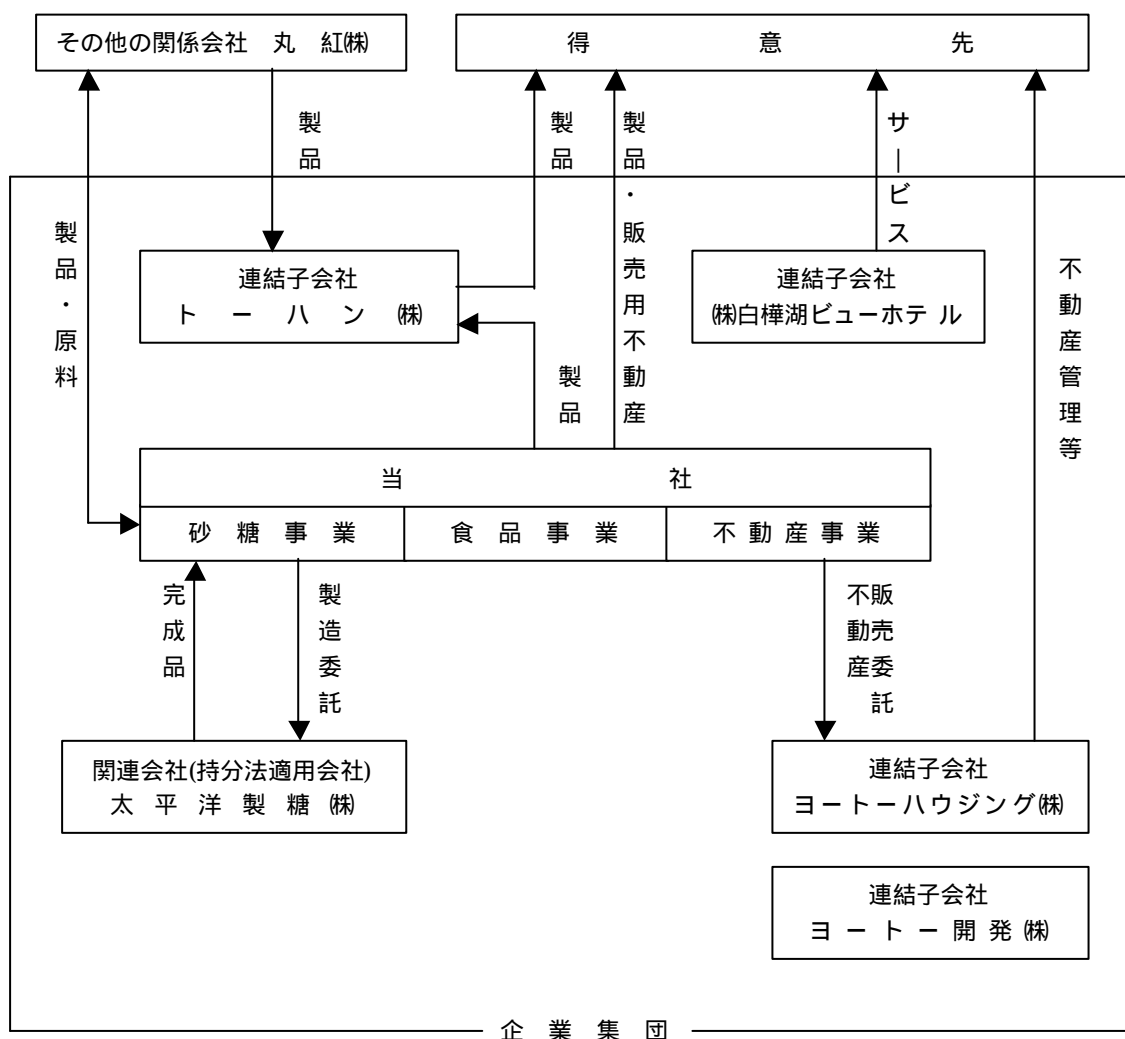 その他の関係会社 丸 紅㈱
得 意 先
製品
製品
製品・販売用不動産
サービス
製品・原料
連結子会社
ト ー ハ ン ㈱
連結子会社
㈱白樺湖ビューホテル
不動産管理等
製品
当 社
砂 糖 事 業
食 品 事 業
不 動 産 事 業
完成品
製造委託
販売委託
不動産
関連会社(持分法適用会社)
太 平 洋 製 糖 ㈱
連結子会社
ヨートーハウジング㈱
連結子会社
ヨ ー ト ー 開 発 ㈱
企 業 集 団